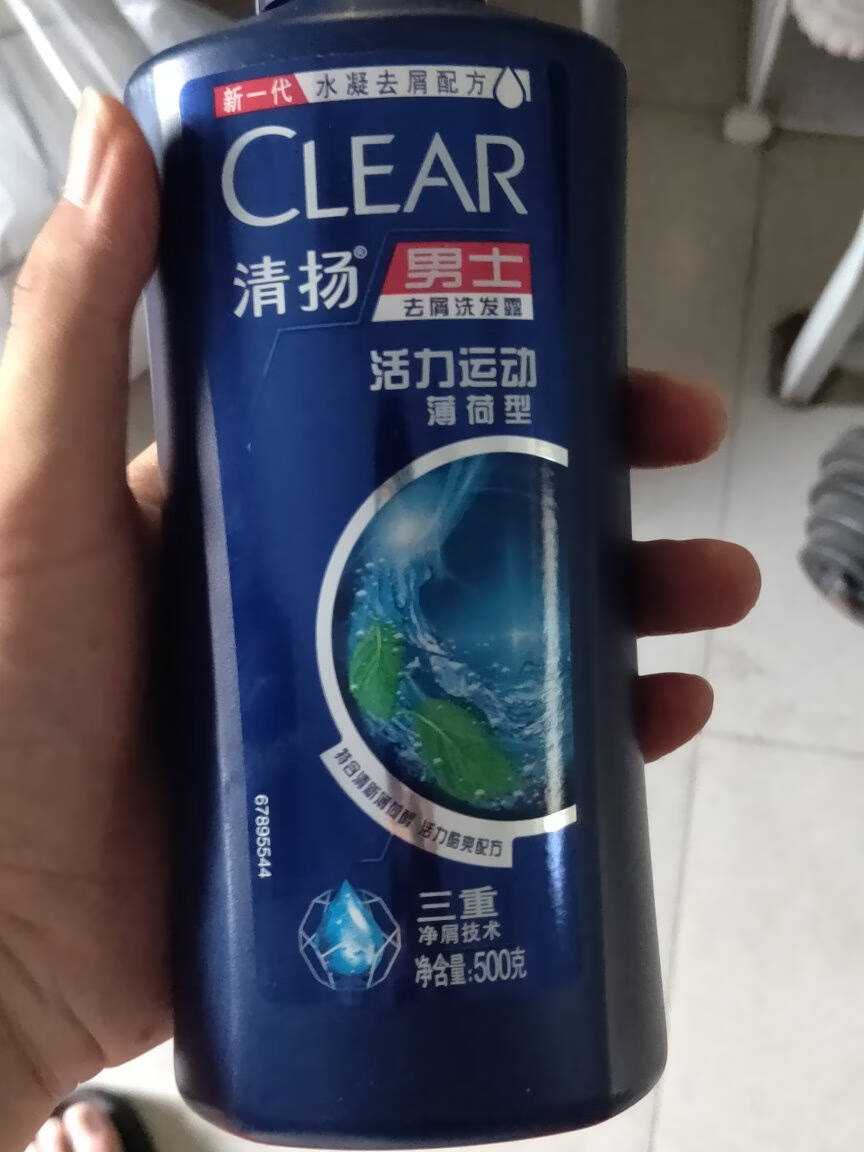 新一代 水凝去屑配方
CLEAR
清扬® 男士
去屑洗发露
活力运动
薄荷型
特含清新薄荷醇 活力酷爽配方
67895544
三重
净屑技术
净含量:500克